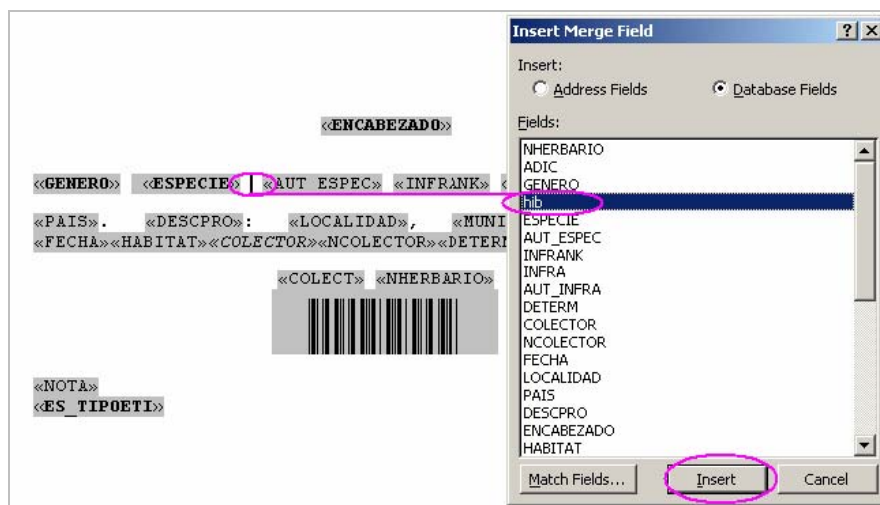 «ENCABEZADO»
«GENERO» «ESPECIE» «AUT ESPEC» «INFRANK» «
«PAIS». «DESCPRO»: «LOCALIDAD», «MUNI
«FECHA»«HABITAT»«COLECTOR»«NCOLECTOR»«DETERM
«COLECT» «NHERBARIO»
«NOTA»
«ES_TIPOETI»
Insert Merge Field
Insert:
Address Fields Database Fields
Fields:
NHERBARIO
ADIC
GENERO
hib
ESPECIE
AUT_ESPEC
INFRANK
INFRA
AUT_INFRA
DETERM
COLECTOR
NCOLECTOR
FECHA
LOCALIDAD
PAIS
DESCPRO
ENCABEZADO
HABITAT
Match Fields... Insert Cancel